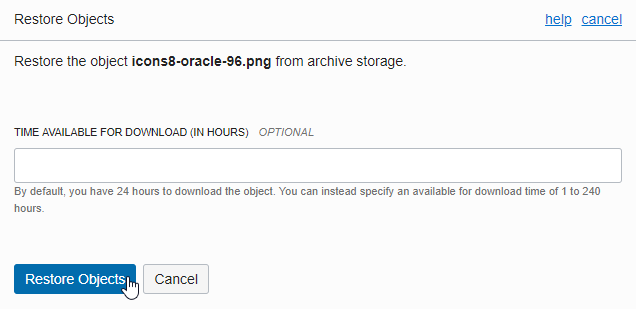 Restore Objects
help cancel
Restore the object icons8-oracle-96.png from archive storage.
TIME AVAILABLE FOR DOWNLOAD (IN HOURS) OPTIONAL
By default, you have 24 hours to download the object. You can instead specify an available for download time of 1 to 240
hours.
Restore Objects Cancel